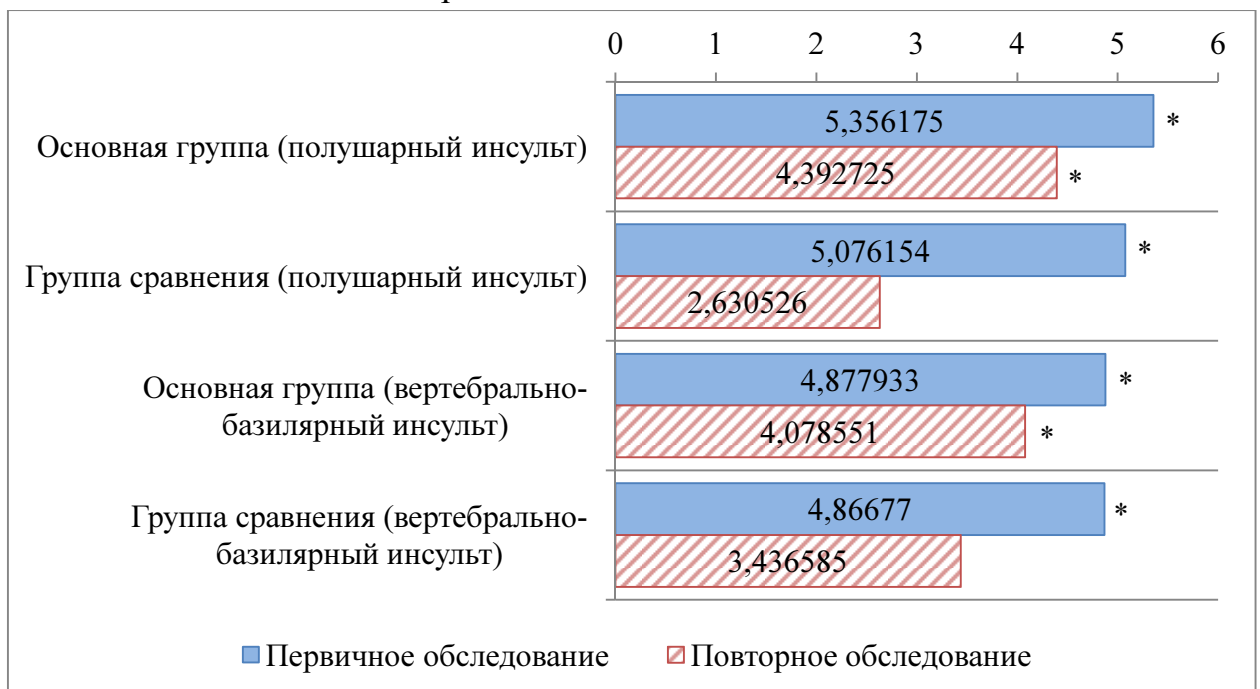 0 1 2 3 4 5 6
Основная группа (полушарный инсульт)
5,356175 *
4,392725 *
Группа сравнения (полушарный инсульт)
5,076154 *
2,630526
Основная группа (вертебрально-
базилярный инсульт)
4,877933 *
4,078551 *
Группа сравнения (вертебрально-
базилярный инсульт)
4,86677 *
3,436585
Первичное обследование Повторное обследование